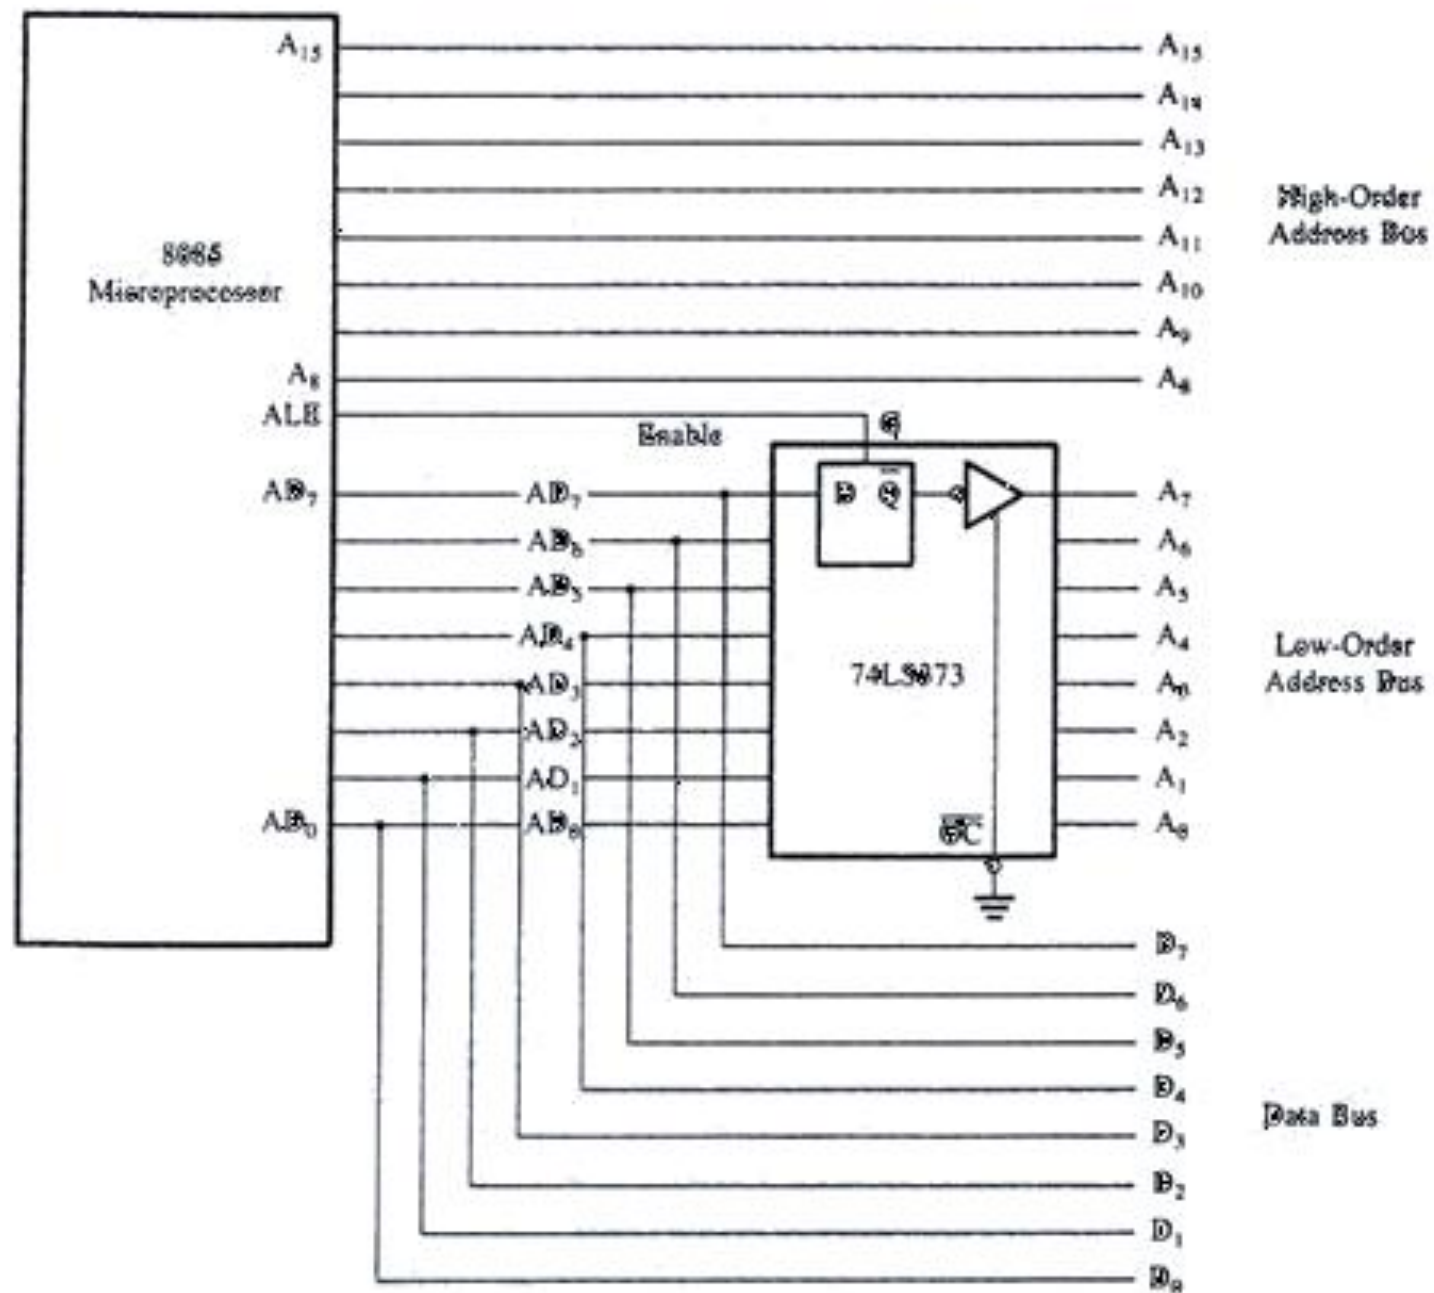 A15
A15
A14
A13
A12
High-Order
Address Bus
A11
8085
Microprocessor
A10
A9
A8
A8
ALE
Enable
G
AD7
AD7
D Q
A7
AD6
A6
AD5
A5
AD4
A4
74LS373
Low-Order
Address Bus
AD3
AD2
A2
AD1
A1
AD0
AD0
OC
A0
D7
D6
D5
D4
Data Bus
D3
D2
D1
D0